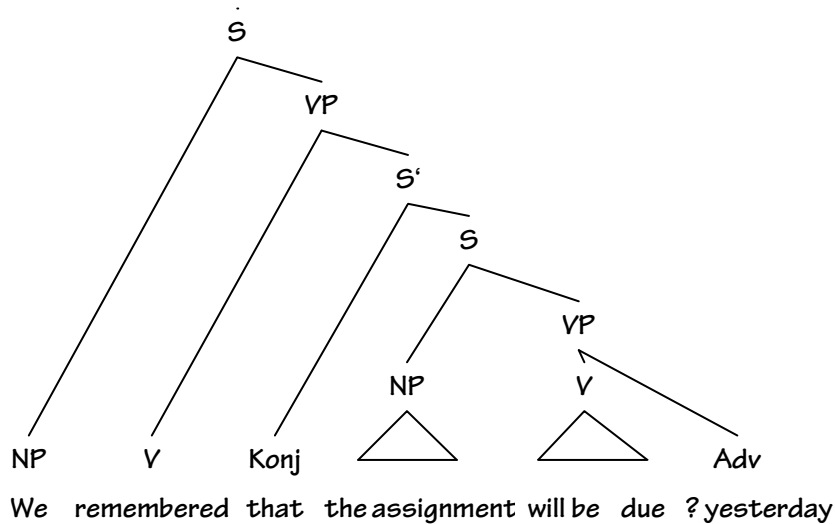 S
VP
S‘
S
VP
NP V
NP V Konj Adv
We remembered that the assignment will be due ? yesterday